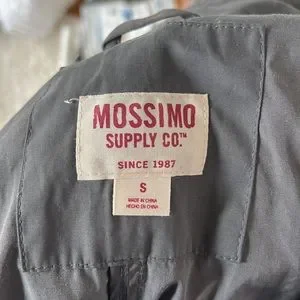 MOSSIMO
SUPPLY CO.™
SINCE 1987
S
MADE IN CHINA
HECHO EN CHINA